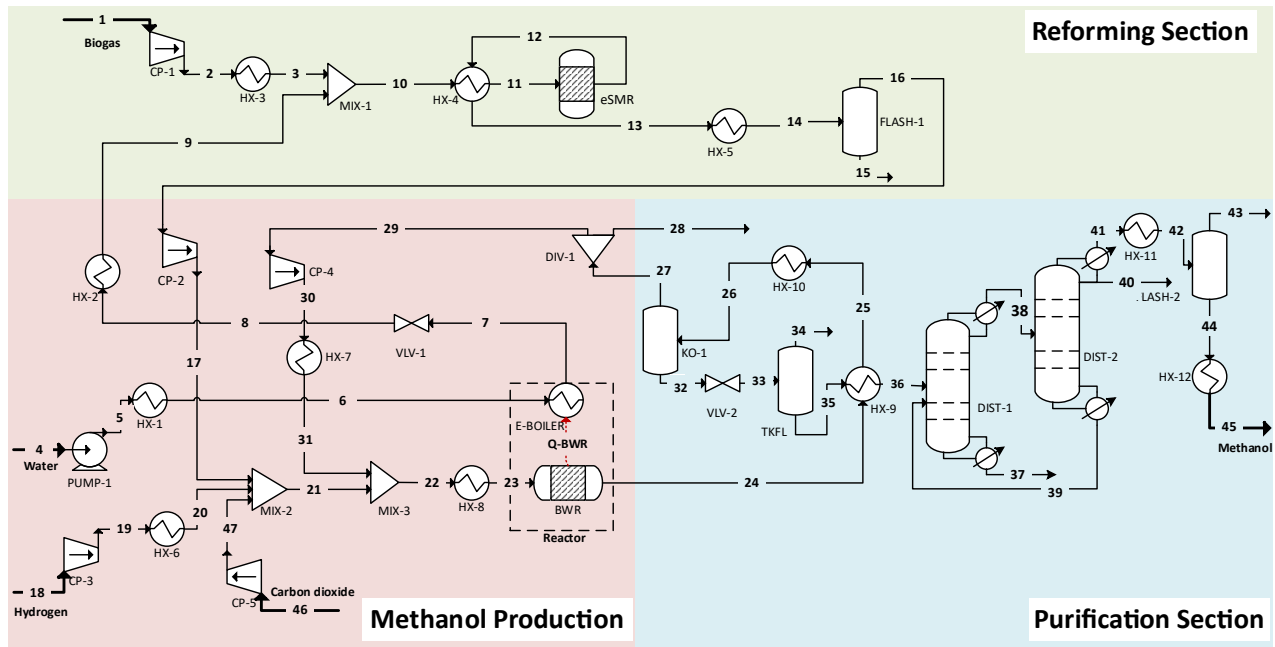 Reforming Section
1
Biogas
CP-1
2
HX-3
3
MIX-1
10
HX-4
11
12
eSMR
13
HX-5
14
FLASH-1
15
16
9
HX-2
CP-2
17
29
CP-4
30
HX-7
31
8
VLV-1
7
5
HX-1
6
E-BOILER
Q-BWR
4
Water
PUMP-1
MIX-2
21
MIX-3
22
HX-8
23
BWR
Reactor
24
19
HX-6
20
47
CP-3
18
Hydrogen
CP-5
Carbon dioxide
46
Methanol Production
DIV-1
28
27
KO-1
26
HX-10
25
32
VLV-2
33
34
TKFL
35
HX-9
36
DIST-1
37
38
DIST-2
39
40
41
HX-11
42
43
LASH-2
44
HX-12
45
Methanol
Purification Section